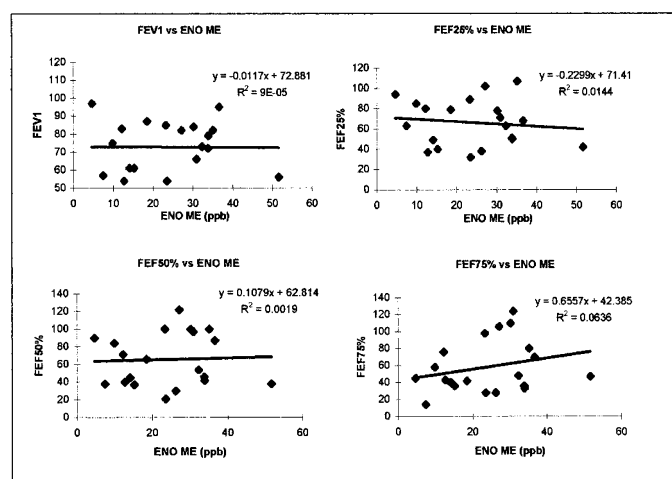 FEV1 vs ENO ME
y = -0.0117x + 72.881
R² = 9E-05
FEV1
100
90
80
70
60
50
0 10 20 30 40 50 60
ENO ME (ppb)
FEF25% vs ENO ME
y = -0.2299x + 71.41
R² = 0.0144
FEF25%
120
100
80
60
40
20
0
0 10 20 30 40 50 60
ENO ME (ppb)
FEF50% vs ENO ME
y = 0.1079x + 62.814
R² = 0.0019
FEF50%
140
120
100
80
60
40
20
0
0 20 40 60
ENO ME (ppb)
FEF75% vs ENO ME
y = 0.6557x + 42.385
R² = 0.0636
FEF75%
140
120
100
80
60
40
20
0
0 20 40 60
ENO ME (ppb)